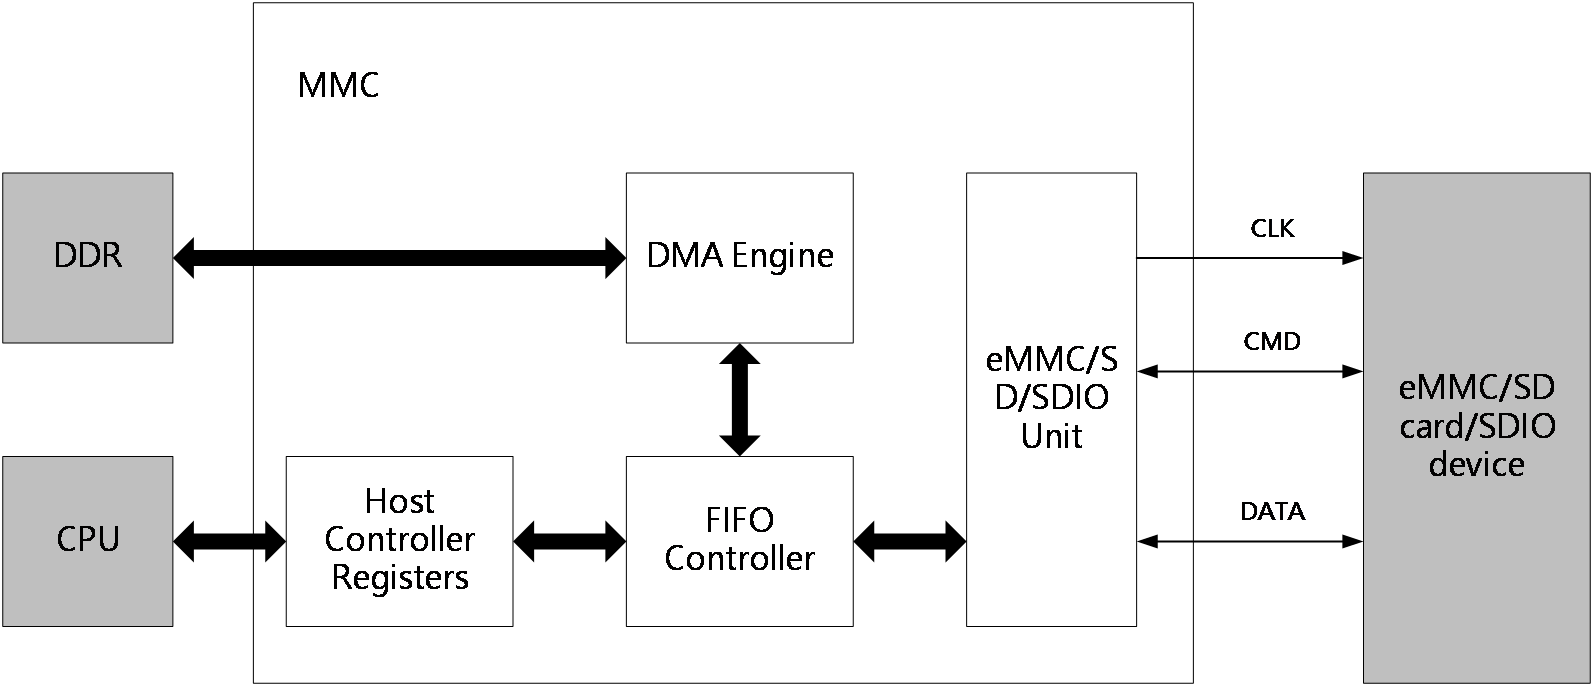 MMC
DDR
DMA Engine
CLK
CMD
eMMC/S
D/SDIO
Unit
eMMC/SD
card/SDIO
device
CPU
Host
Controller
Registers
FIFO
Controller
DATA